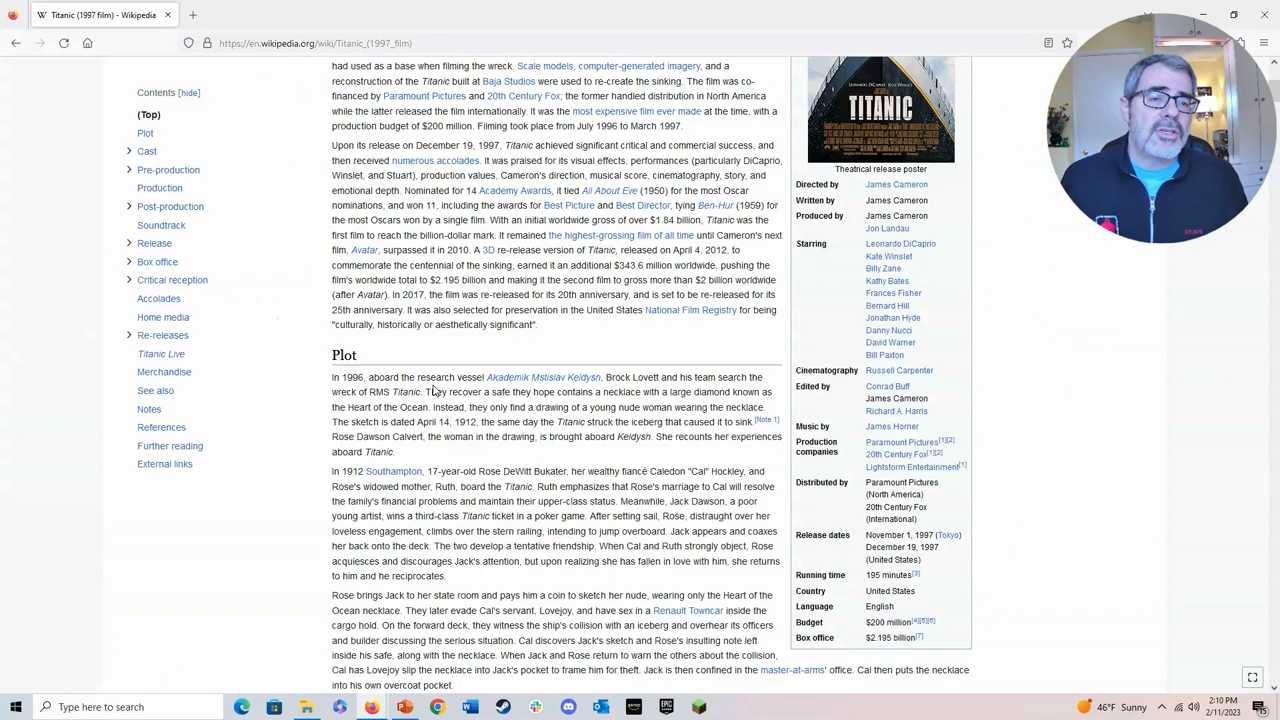 Titanic (1997 film) - Wikipedia
https://en.wikipedia.org/wiki/Titanic_(1997_film)
Contents [hide]
(Top)
Plot
Cast
Pre-production
Production
Post-production
Soundtrack
Release
Box office
Critical reception
Accolades
Home media
Re-releases
Titanic Live
Merchandise
See also
Notes
References
Further reading
External links
had used as a base when filming the wreck. Scale models, computer-generated imagery, and a
reconstruction of the Titanic built at Baja Studios were used to re-create the sinking. The film was co-
financed by Paramount Pictures and 20th Century Fox; the former handled distribution in North America
while the latter released the film internationally. It was the most expensive film ever made at the time, with a
production budget of $200 million. Filming took place from July 1996 to March 1997.
Upon its release on December 19, 1997, Titanic achieved significant critical and commercial success, and
then received numerous accolades. It was praised for its visual effects, performances (particularly DiCaprio,
Winslet, and Stuart), production values, Cameron's direction, musical score, cinematography, story, and
emotional depth. Nominated for 14 Academy Awards, it tied All About Eve (1950) for the most Oscar
nominations, and won 11, including the awards for Best Picture and Best Director, tying Ben-Hur (1959) for
the most Oscars won by a single film. With an initial worldwide gross of over $1.84 billion, Titanic was the
first film to reach the billion-dollar mark. It remained the highest-grossing film of all time until Cameron's next
film, Avatar, surpassed it in 2010. A 3D re-release version of Titanic, released on April 4, 2012, to
commemorate the centennial of the sinking, earned it an additional $343.6 million worldwide, pushing the
film's worldwide total to $2.195 billion and making it the second film to gross more than $2 billion worldwide
(after Avatar). In 2017, the film was re-released for its 20th anniversary, and is set to be re-released for its
25th anniversary. It was also selected for preservation in the United States National Film Registry for being
"culturally, historically or aesthetically significant".
Plot
In 1996, aboard the research vessel Akademik Mstislav Keldysh, Brock Lovett and his team search the
wreck of RMS Titanic. They recover a safe they hope contains a necklace with a large diamond known as
the Heart of the Ocean. Instead, they only find a drawing of a young nude woman wearing the necklace.
The sketch is dated April 14, 1912, the same day the Titanic struck the iceberg that caused it to sink.[Note 1]
Rose Dawson Calvert, the woman in the drawing, is brought aboard Keldysh. She recounts her experiences
aboard Titanic.
In 1912 Southampton, 17-year-old Rose DeWitt Bukater, her wealthy fiancé Caledon "Cal" Hockley, and
Rose's widowed mother, Ruth, board the Titanic. Ruth emphasizes that Rose's marriage to Cal will resolve
the family's financial problems and maintain their upper-class status. Meanwhile, Jack Dawson, a poor
young artist, wins a third-class Titanic ticket in a poker game. After setting sail, Rose, distraught over her
loveless engagement, climbs over the stern railing, intending to jump overboard. Jack appears and coaxes
her back onto the deck. The two develop a tentative friendship. When Cal and Ruth strongly object, Rose
acquiesces and discourages Jack's attention, but upon realizing she has fallen in love with him, she returns
to him and he reciprocates.
Rose brings Jack to her state room and pays him a coin to sketch her nude, wearing only the Heart of the
Ocean necklace. They later evade Cal's servant, Lovejoy, and have sex in a Renault Towncar inside the
cargo hold. On the forward deck, they witness the ship's collision with an iceberg and overhear its officers
and builder discussing the serious situation. Cal discovers Jack's sketch and Rose's insulting note left
inside his safe, along with the necklace. When Jack and Rose return to warn the others about the collision,
Cal has Lovejoy slip the necklace into Jack's pocket to frame him for theft. Jack is then confined in the master-at-arms' office. Cal then puts the necklace
into his own overcoat pocket.
LEONARDO DiCAPRIO KATE WINSLET
TITANIC
Theatrical release poster
Directed by James Cameron
Written by James Cameron
Produced by James Cameron
Jon Landau
Starring Leonardo DiCaprio
Kate Winslet
Billy Zane
Kathy Bates
Frances Fisher
Bernard Hill
Jonathan Hyde
Danny Nucci
David Warner
Bill Paxton
Cinematography Russell Carpenter
Edited by Conrad Buff
James Cameron
Richard A. Harris
Music by James Horner
Production companies Paramount Pictures[1][2]
20th Century Fox[1][2]
Lightstorm Entertainment[1]
Distributed by Paramount Pictures
(North America)
20th Century Fox
(International)
Release dates November 1, 1997 (Tokyo)
December 19, 1997
(United States)
Running time 195 minutes[3]
Country United States
Language English
Budget $200 million[4][5][6]
Box office $2.195 billion[7]
Type here to search
46°F Sunny
2:10 PM
2/11/2023
15